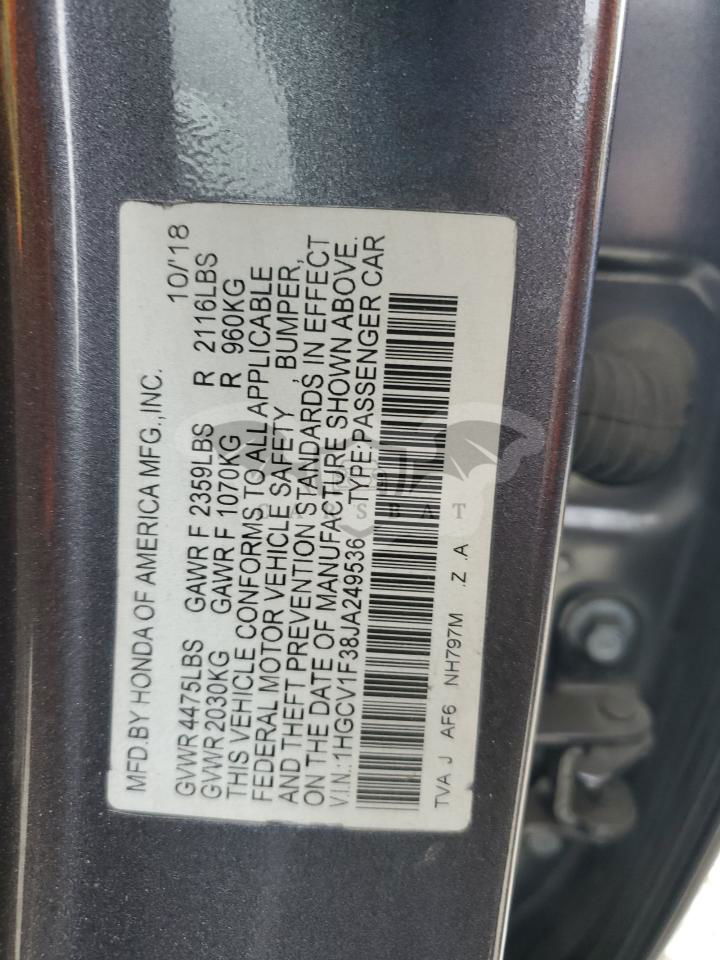 MFD.BY HONDA OF AMERICA MFG.,INC. 10/'18
GVWR 4475LBS GAWR F 2359LBS R 2116LBS
GVWR 2030KG GAWR F 1070KG R 960KG
THIS VEHICLE CONFORMS TO ALL APPLICABLE
FEDERAL MOTOR VEHICLE SAFETY , BUMPER,
AND THEFT PREVENTION STANDARDS IN EFFECT
ON THE DATE OF MANUFACTURE SHOWN ABOVE.
V.I.N.:1HGCV1F38JA249536 TYPE:PASSENGER CAR
TVA J AF6 NH797M .Z .A